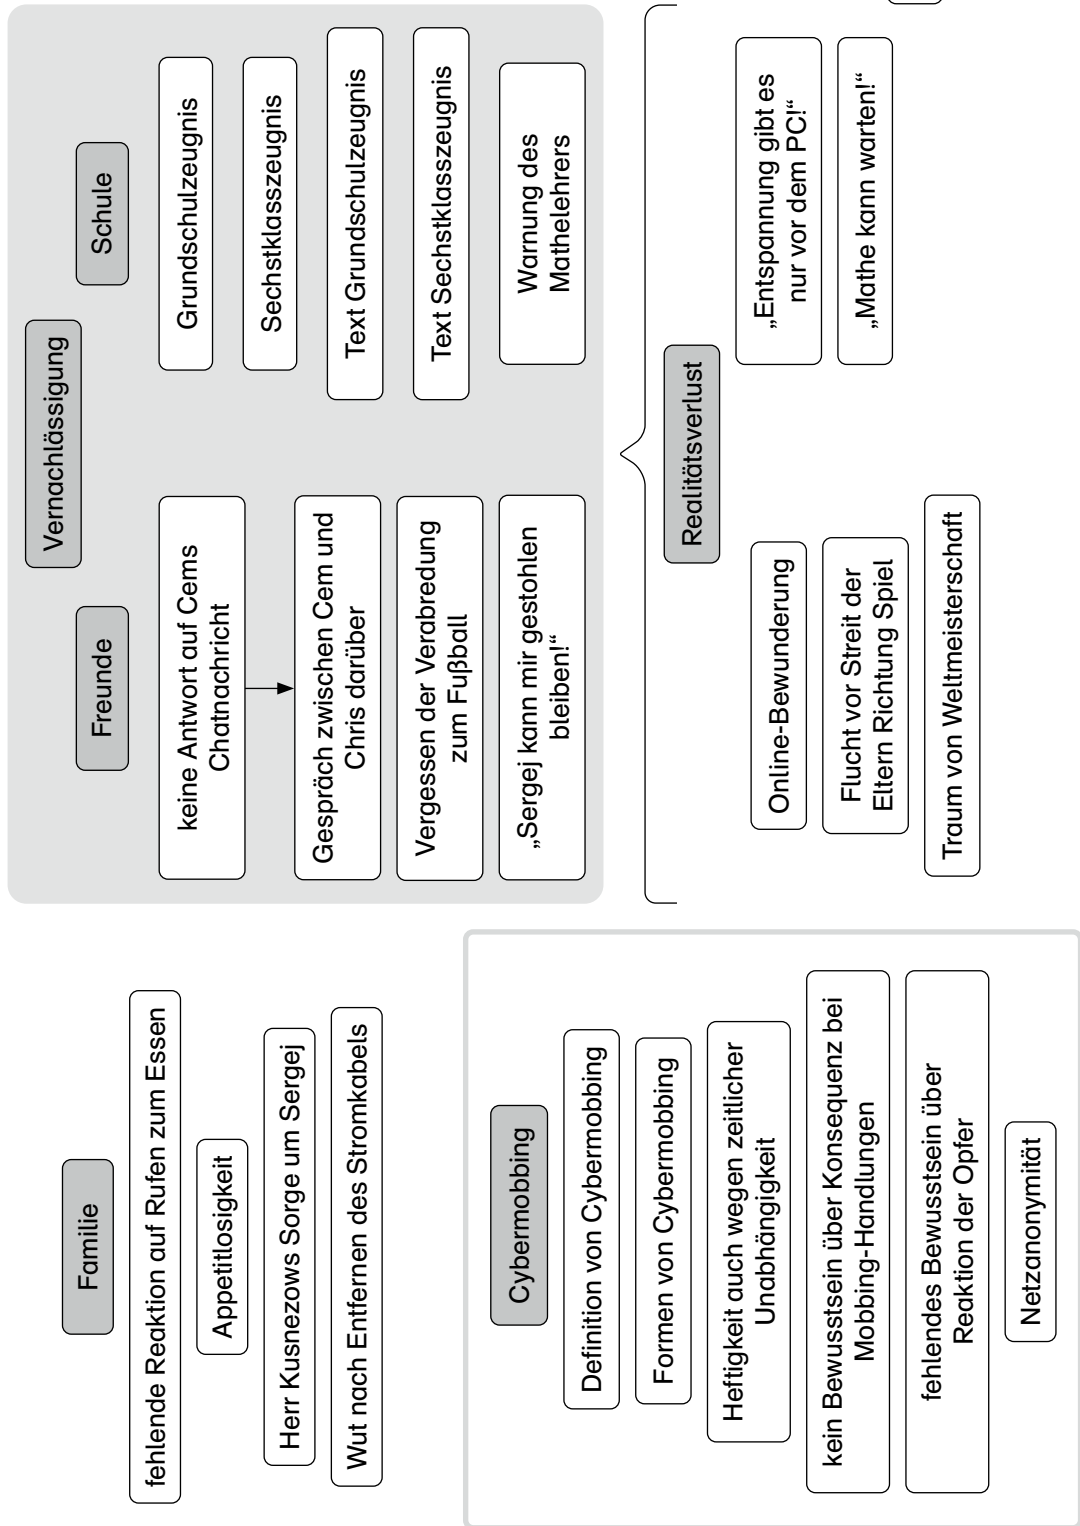 Familie
fehlende Reaktion auf Rufen zum Essen
Appetitlosigkeit
Herr Kusnezows Sorge um Sergej
Wut nach Entfernen des Stromkabels
Vernachlässigung
Freunde
keine Antwort auf Cems
Chatnachricht
Gespräch zwischen Cem und
Chris darüber
Vergessen der Verabredung
zum Fußball
„Sergej kann mir gestohlen
bleiben!“
Schule
Grundschulzeugnis
Sechstklasszeugnis
Text Grundschulzeugnis
Text Sechstklasszeugnis
Warnung des
Mathelehrers
Cybermobbing
Definition von Cybermobbing
Formen von Cybermobbing
Heftigkeit auch wegen zeitlicher
Unabhängigkeit
kein Bewusstsein über Konsequenz bei
Mobbing-Handlungen
fehlendes Bewusstsein über
Reaktion der Opfer
Netzanonymität
Realitätsverlust
Online-Bewunderung
Flucht vor Streit der
Eltern Richtung Spiel
Traum von Weltmeisterschaft
„Entspannung gibt es
nur vor dem PC!“
„Mathe kann warten!“